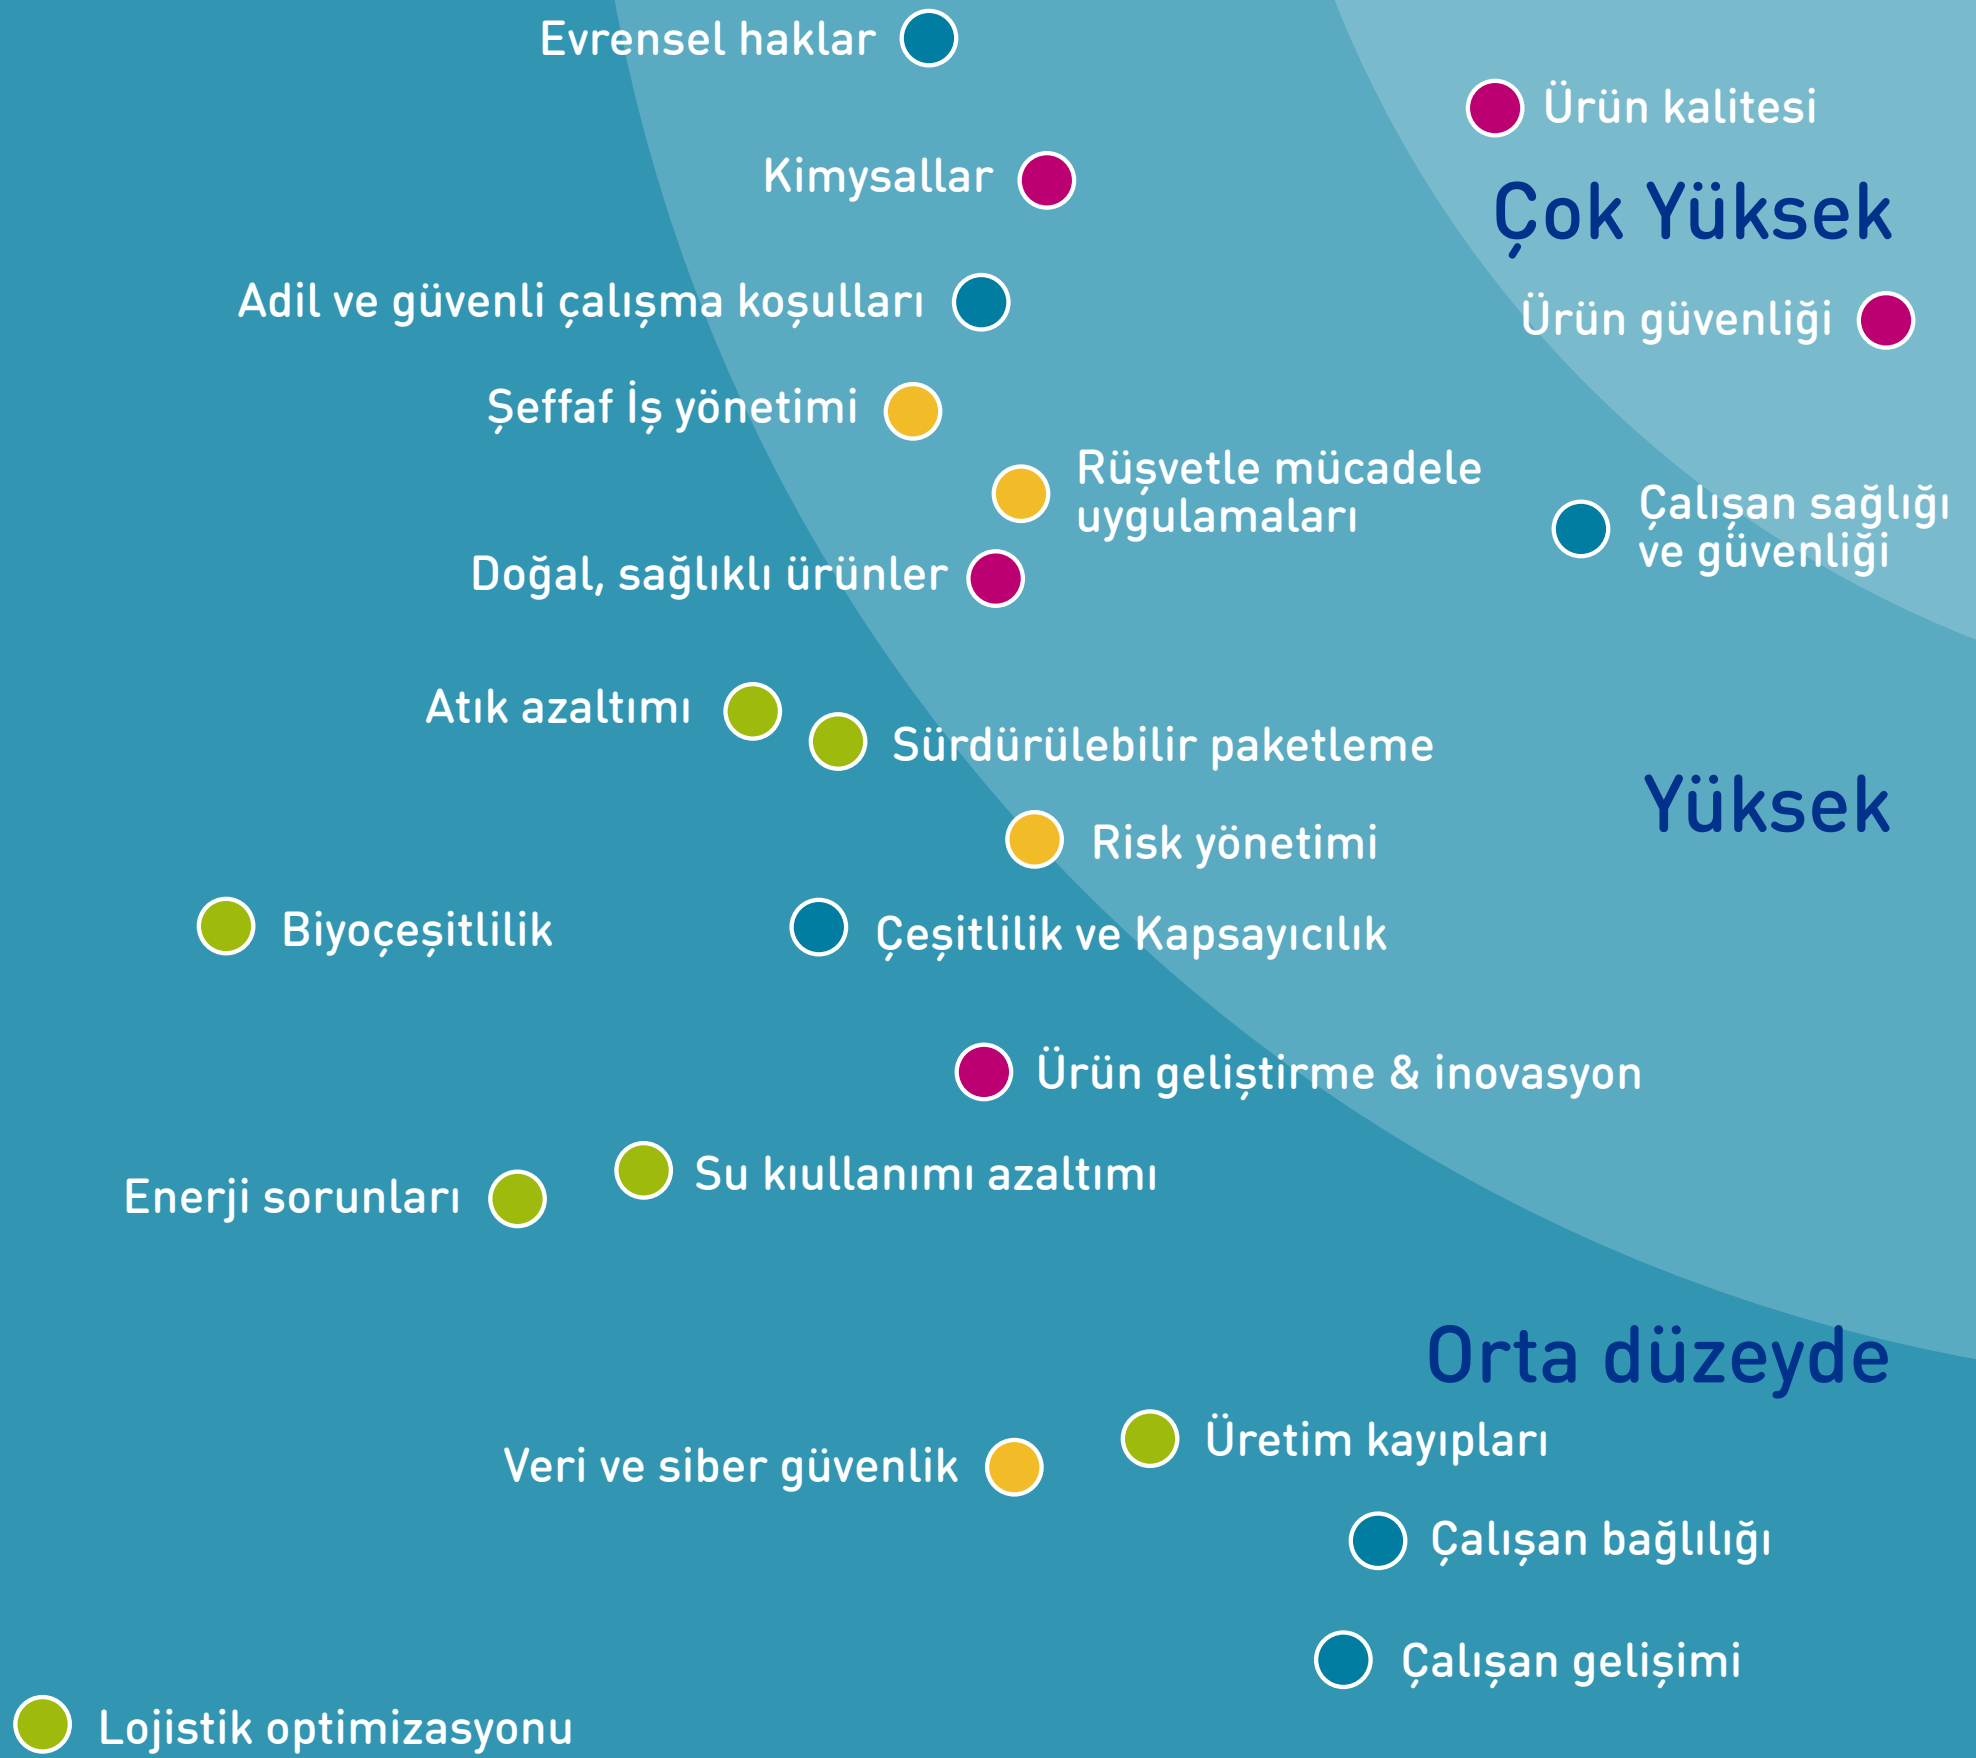 Evrensel haklar
Ürün kalitesi
Kimysallar
Çok Yüksek
Adil ve güvenli çalışma koşulları
Ürün güvenliği
Şeffaf İş yönetimi
Rüşvetle mücadele
uygulamaları
Çalışan sağlığı
ve güvenliği
Doğal, sağlıklı ürünler
Atık azaltımı
Sürdürülebilir paketleme
Yüksek
Risk yönetimi
Biyoçeşitlilik
Çeşitlilik ve Kapsayıcılık
Ürün geliştirme & inovasyon
Su kıullanımı azaltımı
Enerji sorunları
Orta düzeyde
Üretim kayıpları
Veri ve siber güvenlik
Çalışan bağlılığı
Çalışan gelişimi
Lojistik optimizasyonu